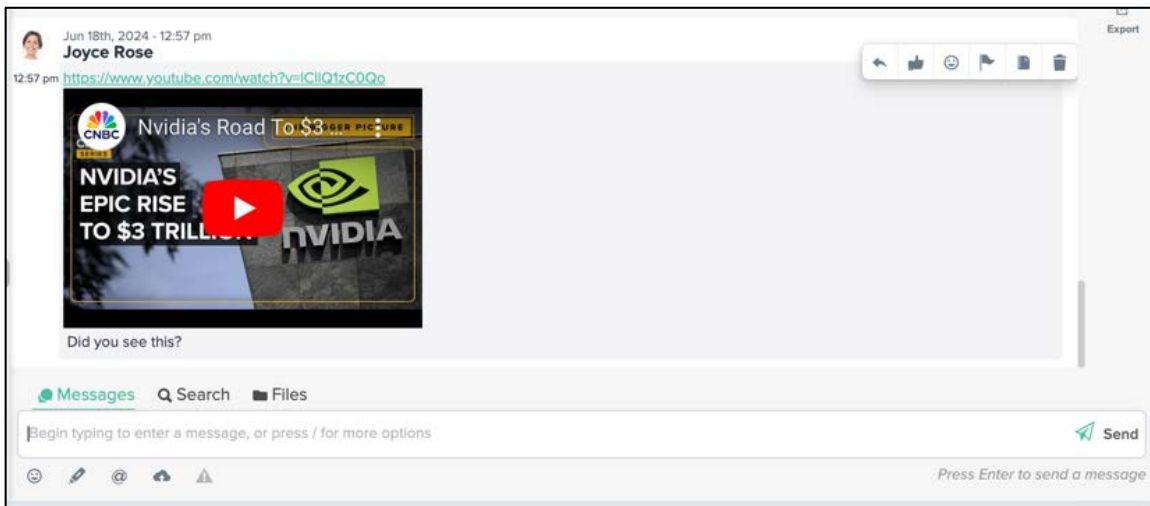 Export
Jun 18th, 2024 - 12:57 pm
Joyce Rose
12:57 pm https://www.youtube.com/watch?v=lCllQ1zC0Qo
CNBC Nvidia's Road To $3 ...
SERIES
NVIDIA'S
EPIC RISE
TO $3 TRILLION
NVIDIA
Did you see this?
Messages Search Files
Begin typing to enter a message, or press / for more options
Send
@
Press Enter to send a message